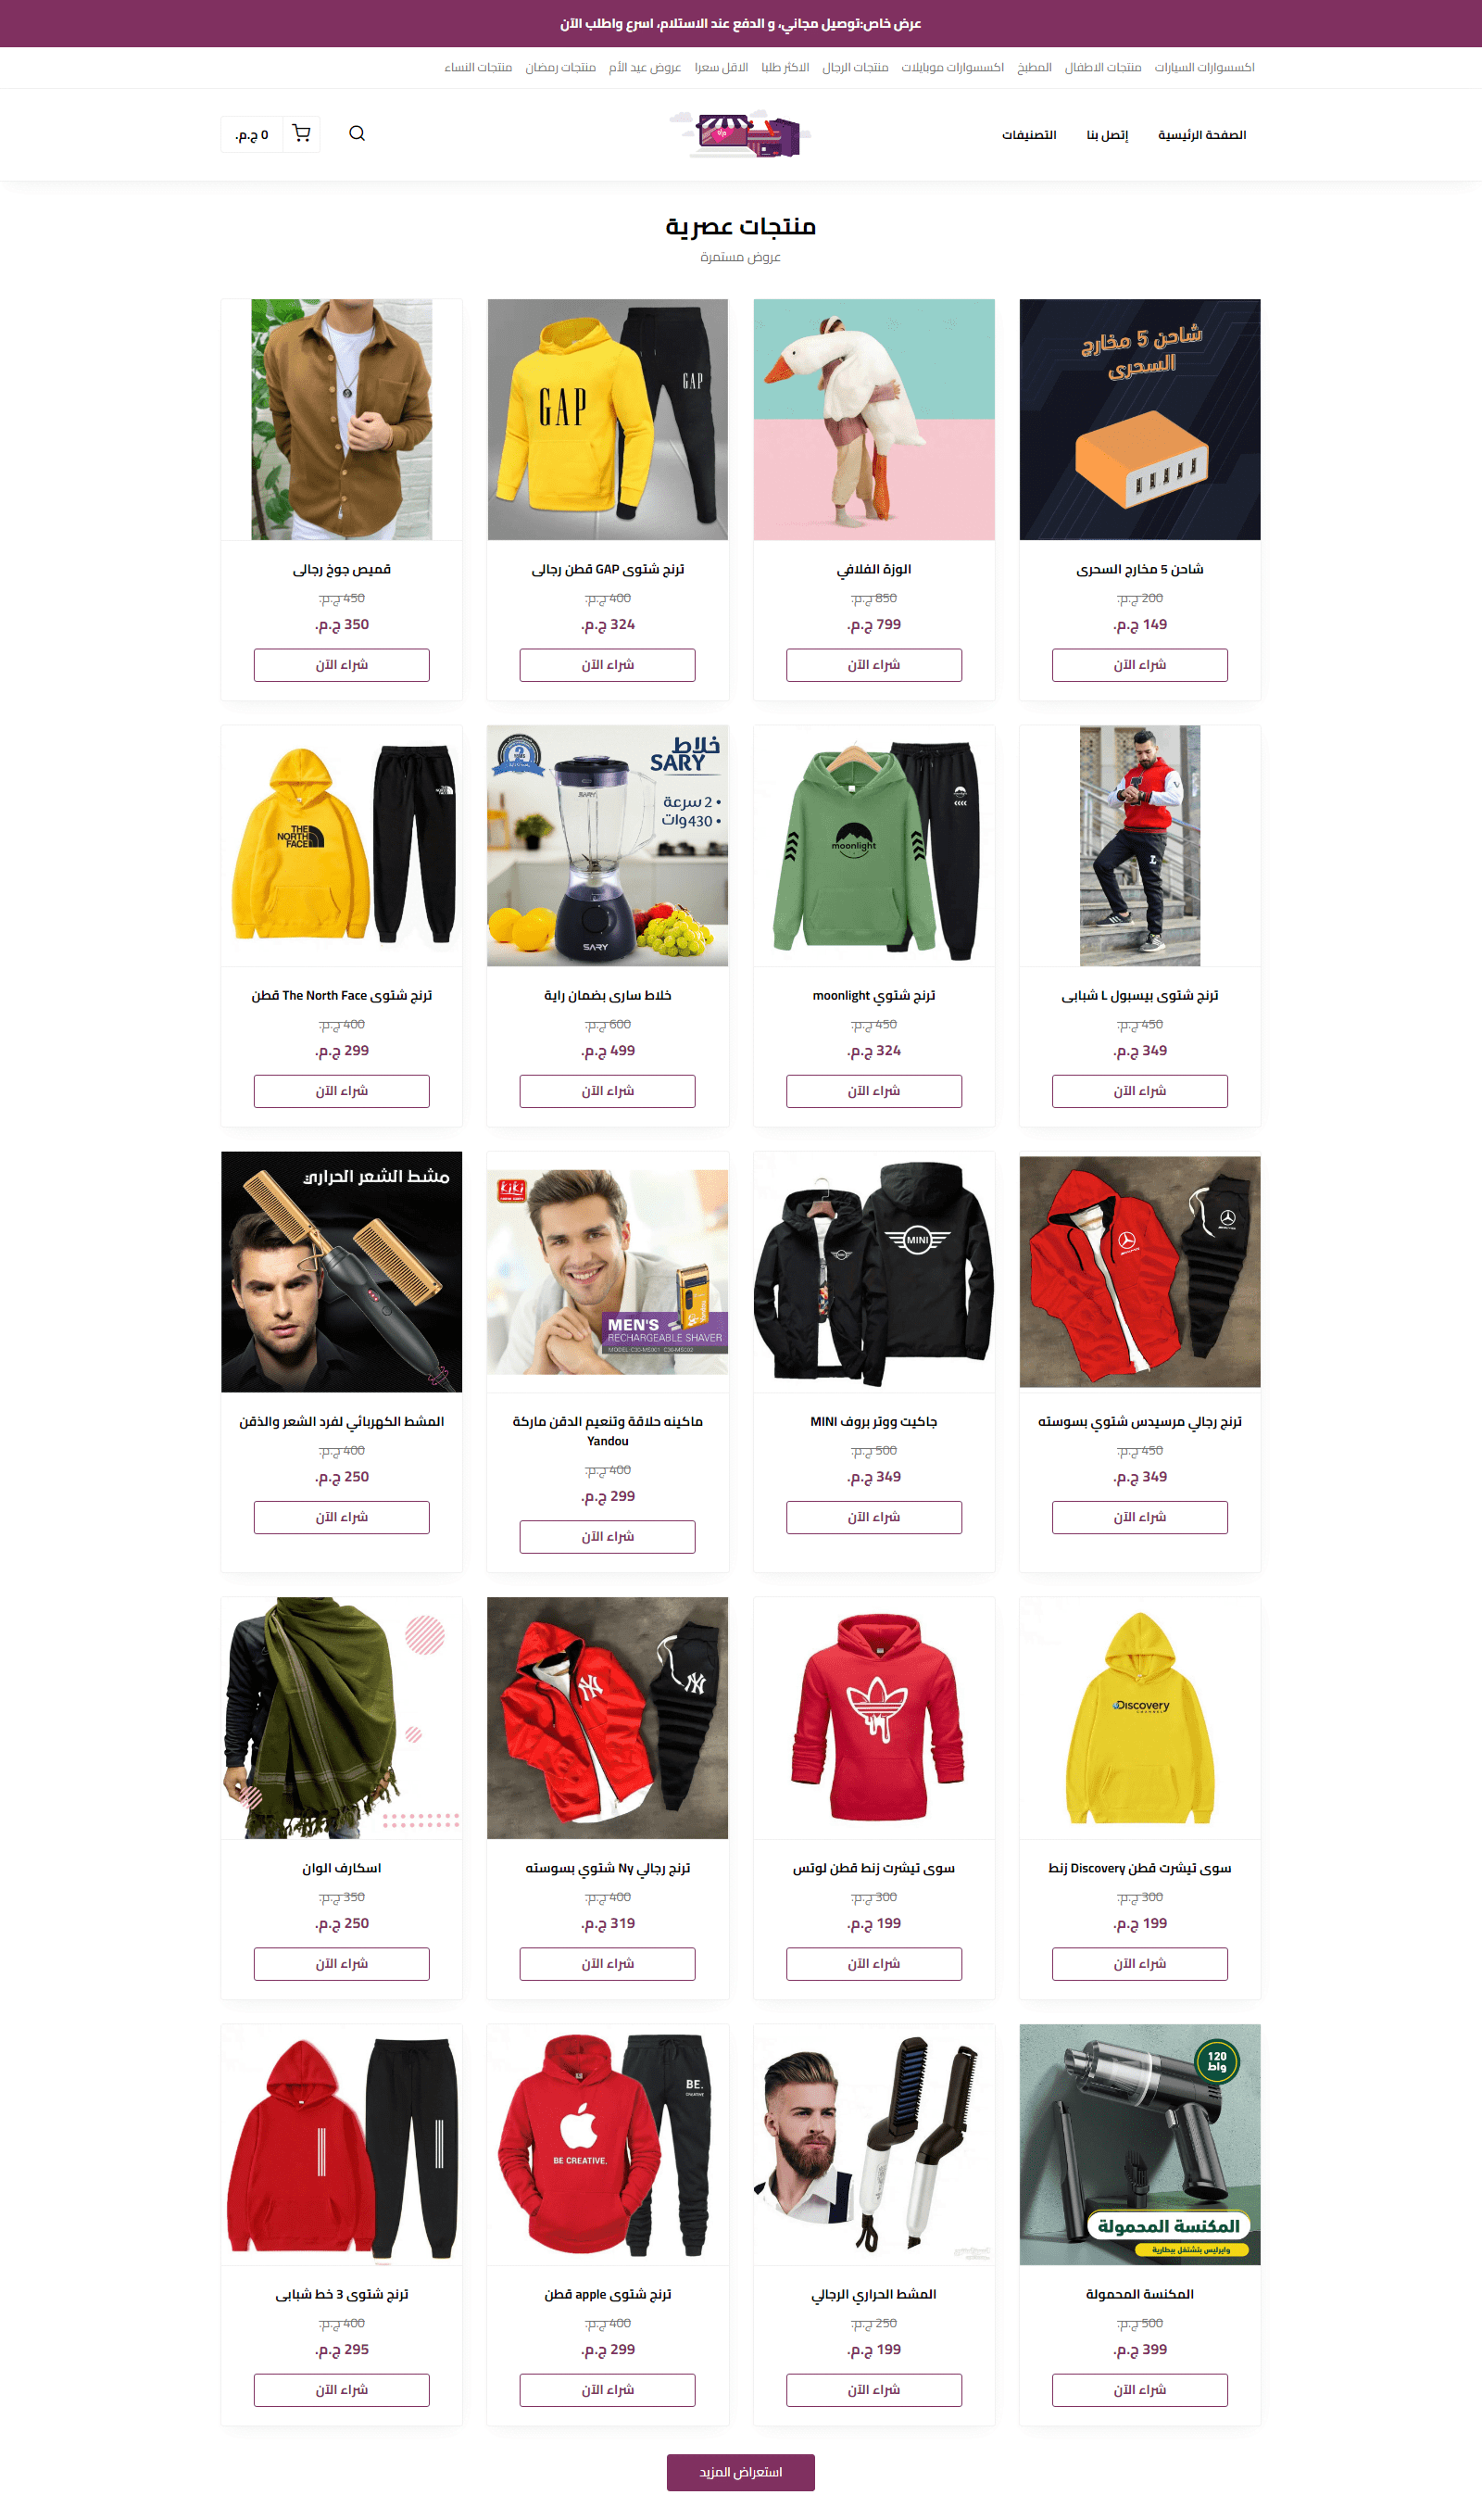 عرض خاص:توصيل مجاني، و الدفع عند الاستلام، اسرع واطلب الآن
اكسسوارات السيارات منتجات الاطفال المطبخ اكسسوارات موبايلات منتجات الرجال الاكثر طلبا الاقل سعرا عروض عيد الأم منتجات رمضان منتجات النساء
الصفحة الرئيسية إتصل بنا التصنيفات
0 ج.م.
منتجات عصرية
عروض مستمرة
شاحن 5 مخارج
السحرى
شاحن 5 مخارج السحرى
200 ج.م.
149 ج.م.
شراء الآن
الوزة الفلافي
850 ج.م.
799 ج.م.
شراء الآن
GAP
GAP
ترنج شتوى GAP قطن رجالى
400 ج.م.
324 ج.م.
شراء الآن
قميص جوخ رجالى
450 ج.م.
350 ج.م.
شراء الآن
L
ترنج شتوى بيسبول L شبابى
450 ج.م.
349 ج.م.
شراء الآن
moonlight
ترنج شتوي moonlight
450 ج.م.
324 ج.م.
شراء الآن
خلاط
SARY
• 2 سرعة
• 430وات
SARY
SARY
خلاط سارى بضمان راية
600 ج.م.
499 ج.م.
شراء الآن
THE
NORTH
FACE
ترنج شتوى The North Face قطن
400 ج.م.
299 ج.م.
شراء الآن
ترنج رجالي مرسيدس شتوي بسوسته
450 ج.م.
349 ج.م.
شراء الآن
MINI
جاكيت ووتر بروف MINI
500 ج.م.
349 ج.م.
شراء الآن
kiki
MEN'S
RECHARGEABLE SHAVER
ماكينه حلاقة وتنعيم الدقن ماركة
Yandou
400 ج.م.
299 ج.م.
شراء الآن
مشط الشعر الحراري
المشط الكهربائي لفرد الشعر والذقن
400 ج.م.
250 ج.م.
شراء الآن
Discovery
CHANNEL
سوى تيشرت قطن Discovery زنط
300 ج.م.
199 ج.م.
شراء الآن
سوى تيشرت زنط قطن لوتس
300 ج.م.
199 ج.م.
شراء الآن
NY
NY
ترنج رجالي Ny شتوي بسوسته
400 ج.م.
319 ج.م.
شراء الآن
اسكارف الوان
350 ج.م.
250 ج.م.
شراء الآن
120
واط
المكنسة المحمولة
وايرليس بتشتغل ببطارية
المكنسة المحمولة
500 ج.م.
399 ج.م.
شراء الآن
المشط الحراري الرجالي
250 ج.م.
199 ج.م.
شراء الآن
BE.
CREATIVE
BE CREATIVE.
ترنج شتوى apple قطن
400 ج.م.
299 ج.م.
شراء الآن
ترنج شتوى 3 خط شبابى
400 ج.م.
295 ج.م.
شراء الآن
استعراض المزيد